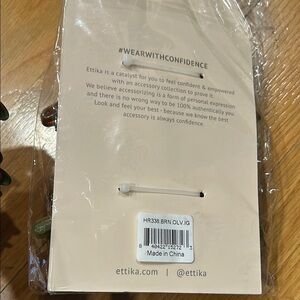 #WEARWITHCONFIDENCE
Ettika is a catalyst for you to feel confident & empowered
with an accessory collection to prove it.
We believe accessorizing is a form of personal expression
and there is no wrong way to be 100% authentically you.
Look and feel your best - because we know the best
accessory is always confidence.
HR338.BRN.OLV.IG
8 40422 15272
Made in China
ettika.com | @ettika